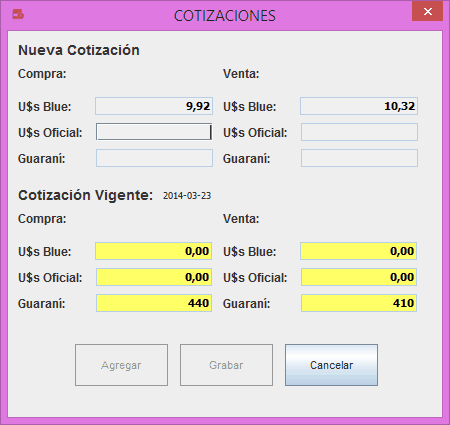 COTIZACIONES
Nueva Cotización
Compra: Venta:
U$s Blue: 9,92 U$s Blue: 10,32
U$s Oficial: U$s Oficial:
Guaraní: Guaraní:
Cotización Vigente: 2014-03-23
Compra: Venta:
U$s Blue: 0,00 U$s Blue: 0,00
U$s Oficial: 0,00 U$s Oficial: 0,00
Guaraní: 440 Guaraní: 410
Agregar Grabar Cancelar